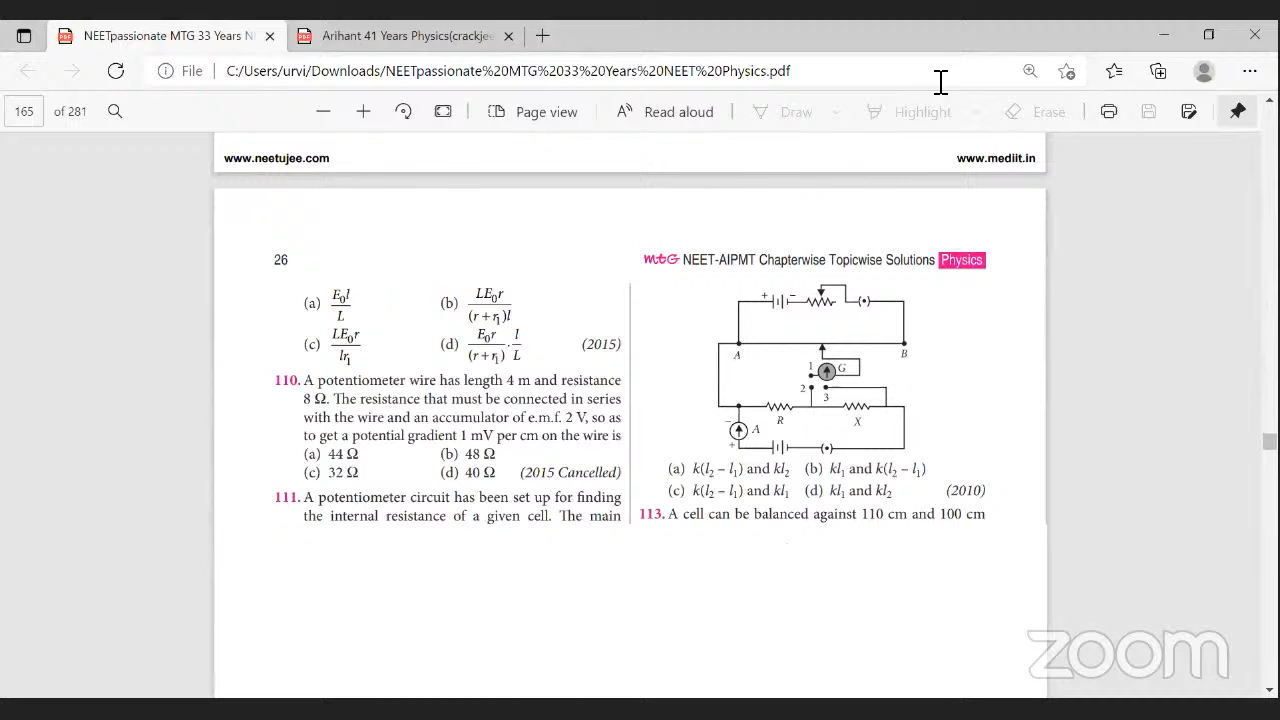 NEETpassionate MTG 33 Years N
Arihant 41 Years Physics(crackjee
File
C:/Users/urvi/Downloads/NEETpassionate%20MTG%2033%20Years%20NEET%20Physics.pdf
165 of 281
Page view
Read aloud
Draw
Highlight
Erase
www.neetujee.com
www.mediit.in
26
mtG NEET-AIPMT Chapterwise Topicwise Solutions Physics
(a) E₀l / L (b) LE₀r / (r + r₁)l
(c) LE₀r / lr₁ (d) E₀r / (r + r₁) · l / L (2015)
110. A potentiometer wire has length 4 m and resistance
8 Ω. The resistance that must be connected in series
with the wire and an accumulator of e.m.f. 2 V, so as
to get a potential gradient 1 mV per cm on the wire is
(a) 44 Ω (b) 48 Ω
(c) 32 Ω (d) 40 Ω (2015 Cancelled)
111. A potentiometer circuit has been set up for finding
the internal resistance of a given cell. The main
+ −
A B
1 G
2 3
R X
− A
+
(a) k(l₂ – l₁) and kl₂ (b) kl₁ and k(l₂ – l₁)
(c) k(l₂ – l₁) and kl₁ (d) kl₁ and kl₂ (2010)
113. A cell can be balanced against 110 cm and 100 cm
zoom